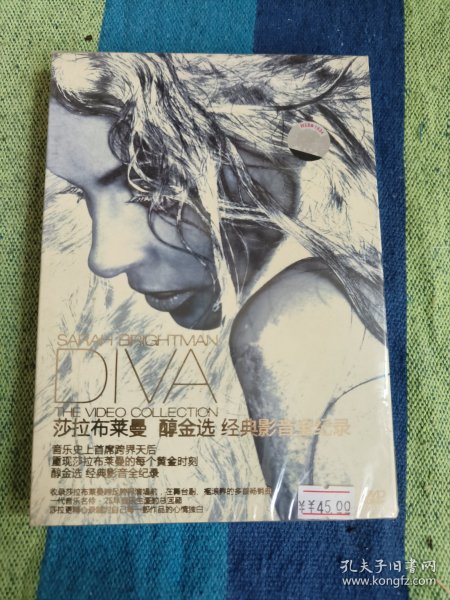 SARAH BRIGHTMAN
DIVA
THE VIDEO COLLECTION
莎拉布莱曼 醇金选 经典影音全纪录
音乐史上首席跨界天后
重现莎拉布莱曼的每个黄金时刻
醇金选 经典影音全纪录
¥¥45.00
孔夫子旧书网
www.kongfz.com